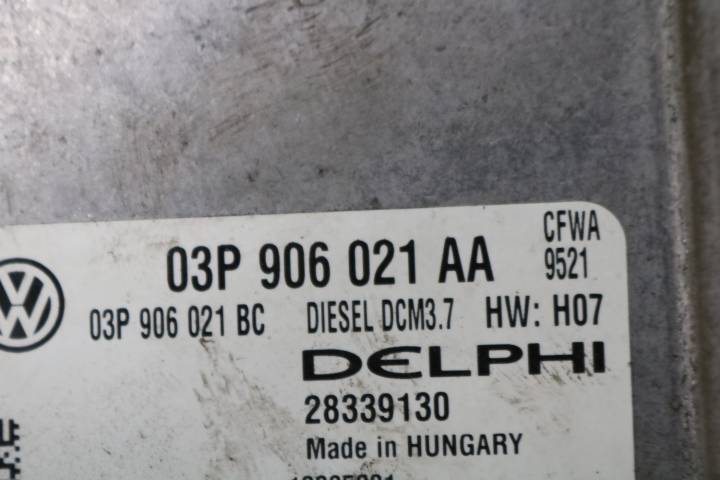 CFWA
03P 906 021 AA 9521
03P 906 021 BC DIESEL DCM3.7 HW: H07
DELPHI
28339130
Made in HUNGARY